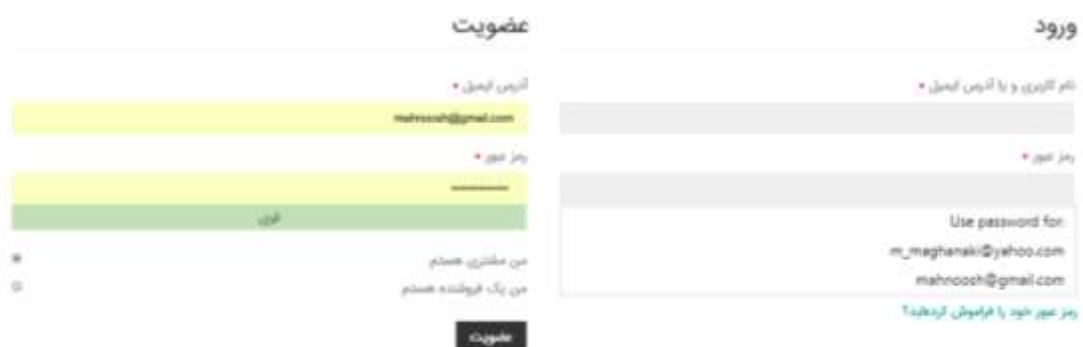 ورود
نام کاربری و یا آدرس ایمیل *
رمز عبور *
Use password for:
m_maghanaki@yahoo.com
mahnoosh@gmail.com
رمز عبور خود را فراموش کرده‌اید؟
عضویت
آدرس ایمیل *
mahnoosh@gmail.com
رمز عبور *
قوی
من مشتری هستم
من یک فروشنده هستم
عضویت